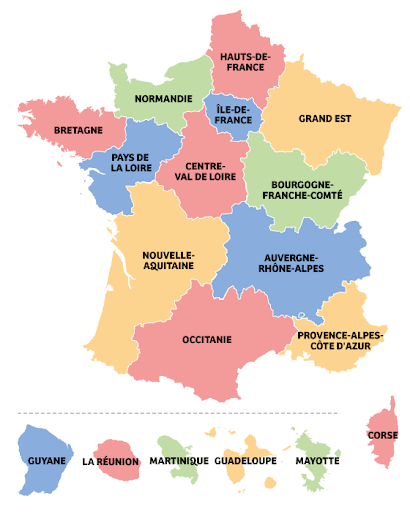 HAUTS-DE-
FRANCE
NORMANDIE
ÎLE-DE-
FRANCE
GRAND EST
BRETAGNE
PAYS DE
LA LOIRE
CENTRE-
VAL DE LOIRE
BOURGOGNE-
FRANCHE-COMTÉ
NOUVELLE-
AQUITAINE
AUVERGNE-
RHÔNE-ALPES
OCCITANIE
PROVENCE-ALPES-
CÔTE D'AZUR
CORSE
GUYANE
LA RÉUNION
MARTINIQUE
GUADELOUPE
MAYOTTE